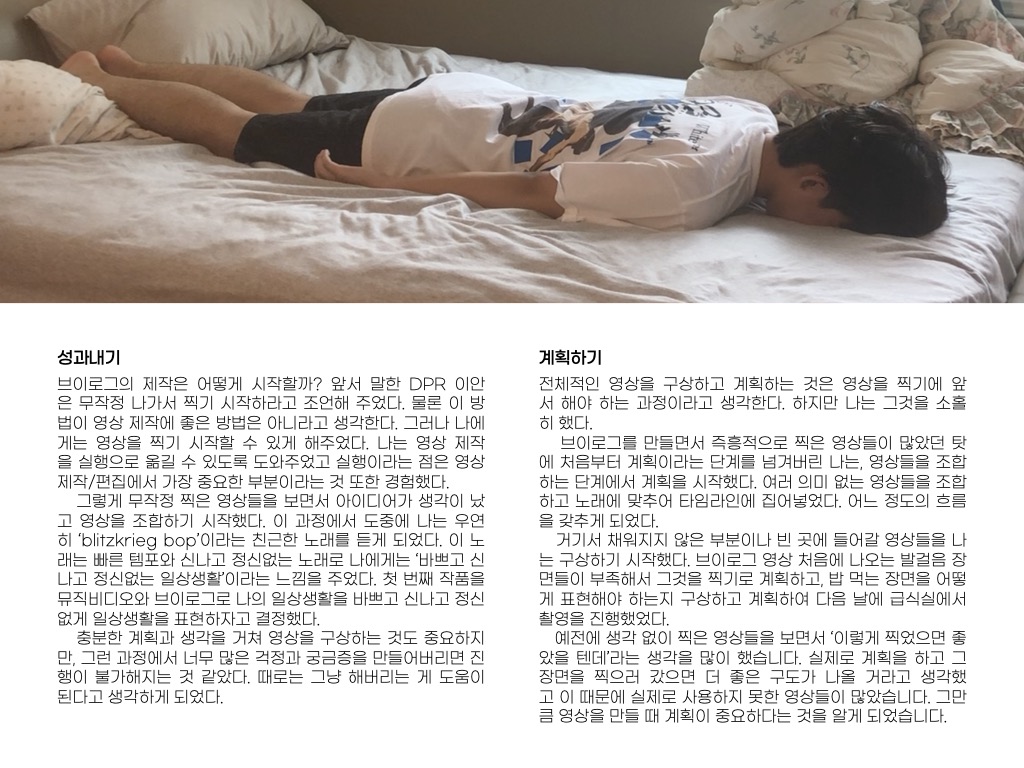 성과내기
브이로그의 제작은 어떻게 시작할까? 앞서 말한 DPR 이안
은 무작정 나가서 찍기 시작하라고 조언해 주었다. 물론 이 방
법이 영상 제작에 좋은 방법은 아니라고 생각한다. 그러나 나에
게는 영상을 찍기 시작할 수 있게 해주었다. 나는 영상 제작
을 실행으로 옮길 수 있도록 도와주었고 실행이라는 점은 영상
제작/편집에서 가장 중요한 부분이라는 것 또한 경험했다.
그렇게 무작정 찍은 영상들을 보면서 아이디어가 생각이 났
고 영상을 조합하기 시작했다. 이 과정에서 도중에 나는 우연
히 ‘blitzkrieg bop’이라는 친근한 노래를 듣게 되었다. 이 노
래는 빠른 템포와 신나고 정신없는 노래로 나에게는 ‘바쁘고 신
나고 정신없는 일상생활’이라는 느낌을 주었다. 첫 번째 작품을
뮤직비디오와 브이로그로 나의 일상생활을 바쁘고 신나고 정신
없게 일상생활을 표현하자고 결정했다.
충분한 계획과 생각을 거쳐 영상을 구상하는 것도 중요하지
만, 그런 과정에서 너무 많은 걱정과 궁금증을 만들어버리면 진
행이 불가해지는 것 같았다. 때로는 그냥 해버리는 게 도움이
된다고 생각하게 되었다.
계획하기
전체적인 영상을 구상하고 계획하는 것은 영상을 찍기에 앞
서 해야 하는 과정이라고 생각한다. 하지만 나는 그것을 소홀
히 했다.
브이로그를 만들면서 즉흥적으로 찍은 영상들이 많았던 탓
에 처음부터 계획이라는 단계를 넘겨버린 나는, 영상들을 조합
하는 단계에서 계획을 시작했다. 여러 의미 없는 영상들을 조합
하고 노래에 맞추어 타임라인에 집어넣었다. 어느 정도의 흐름
을 갖추게 되었다.
거기서 채워지지 않은 부분이나 빈 곳에 들어갈 영상들을 나
는 구상하기 시작했다. 브이로그 영상 처음에 나오는 발걸음 장
면들이 부족해서 그것을 찍기로 계획하고, 밥 먹는 장면을 어떻
게 표현해야 하는지 구상하고 계획하여 다음 날에 급식실에서
촬영을 진행했었다.
예전에 생각 없이 찍은 영상들을 보면서 ‘이렇게 찍었으면 좋
았을 텐데’라는 생각을 많이 했습니다. 실제로 계획을 하고 그
장면을 찍으러 갔으면 더 좋은 구도가 나올 거라고 생각했
고 이 때문에 실제로 사용하지 못한 영상들이 많았습니다. 그만
큼 영상을 만들 때 계획이 중요하다는 것을 알게 되었습니다.